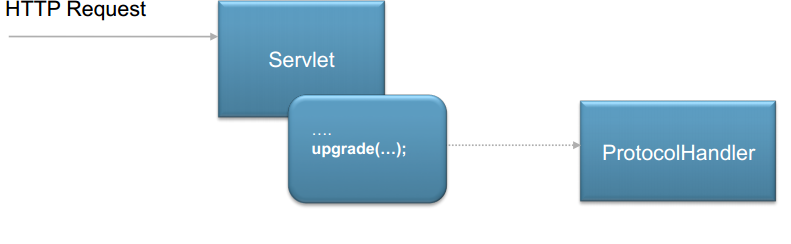 HTTP Request
Servlet
....
upgrade(...);
ProtocolHandler